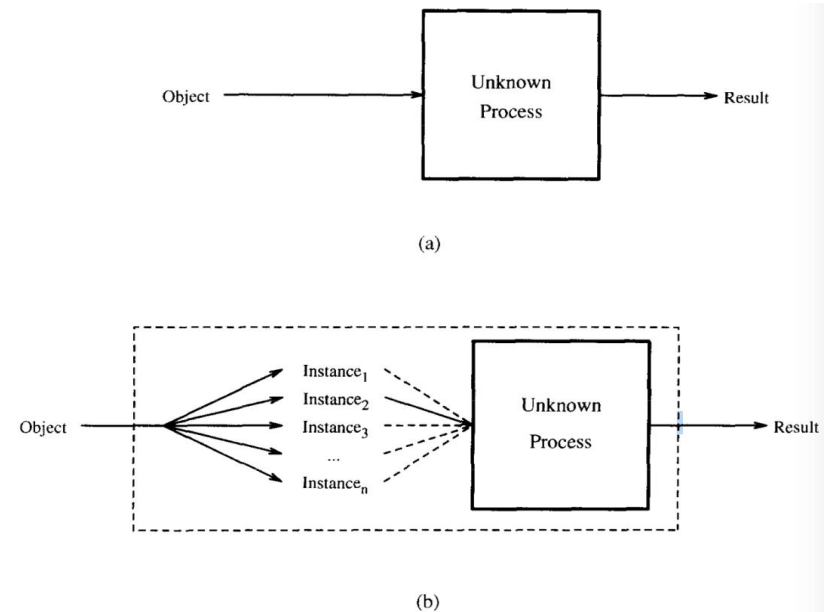 Unknown
Object
Process
Result
(a)
Instance₁
Instance₂
Unknown
Object
Instance₃
Process
Result
...
Instanceₙ
(b)